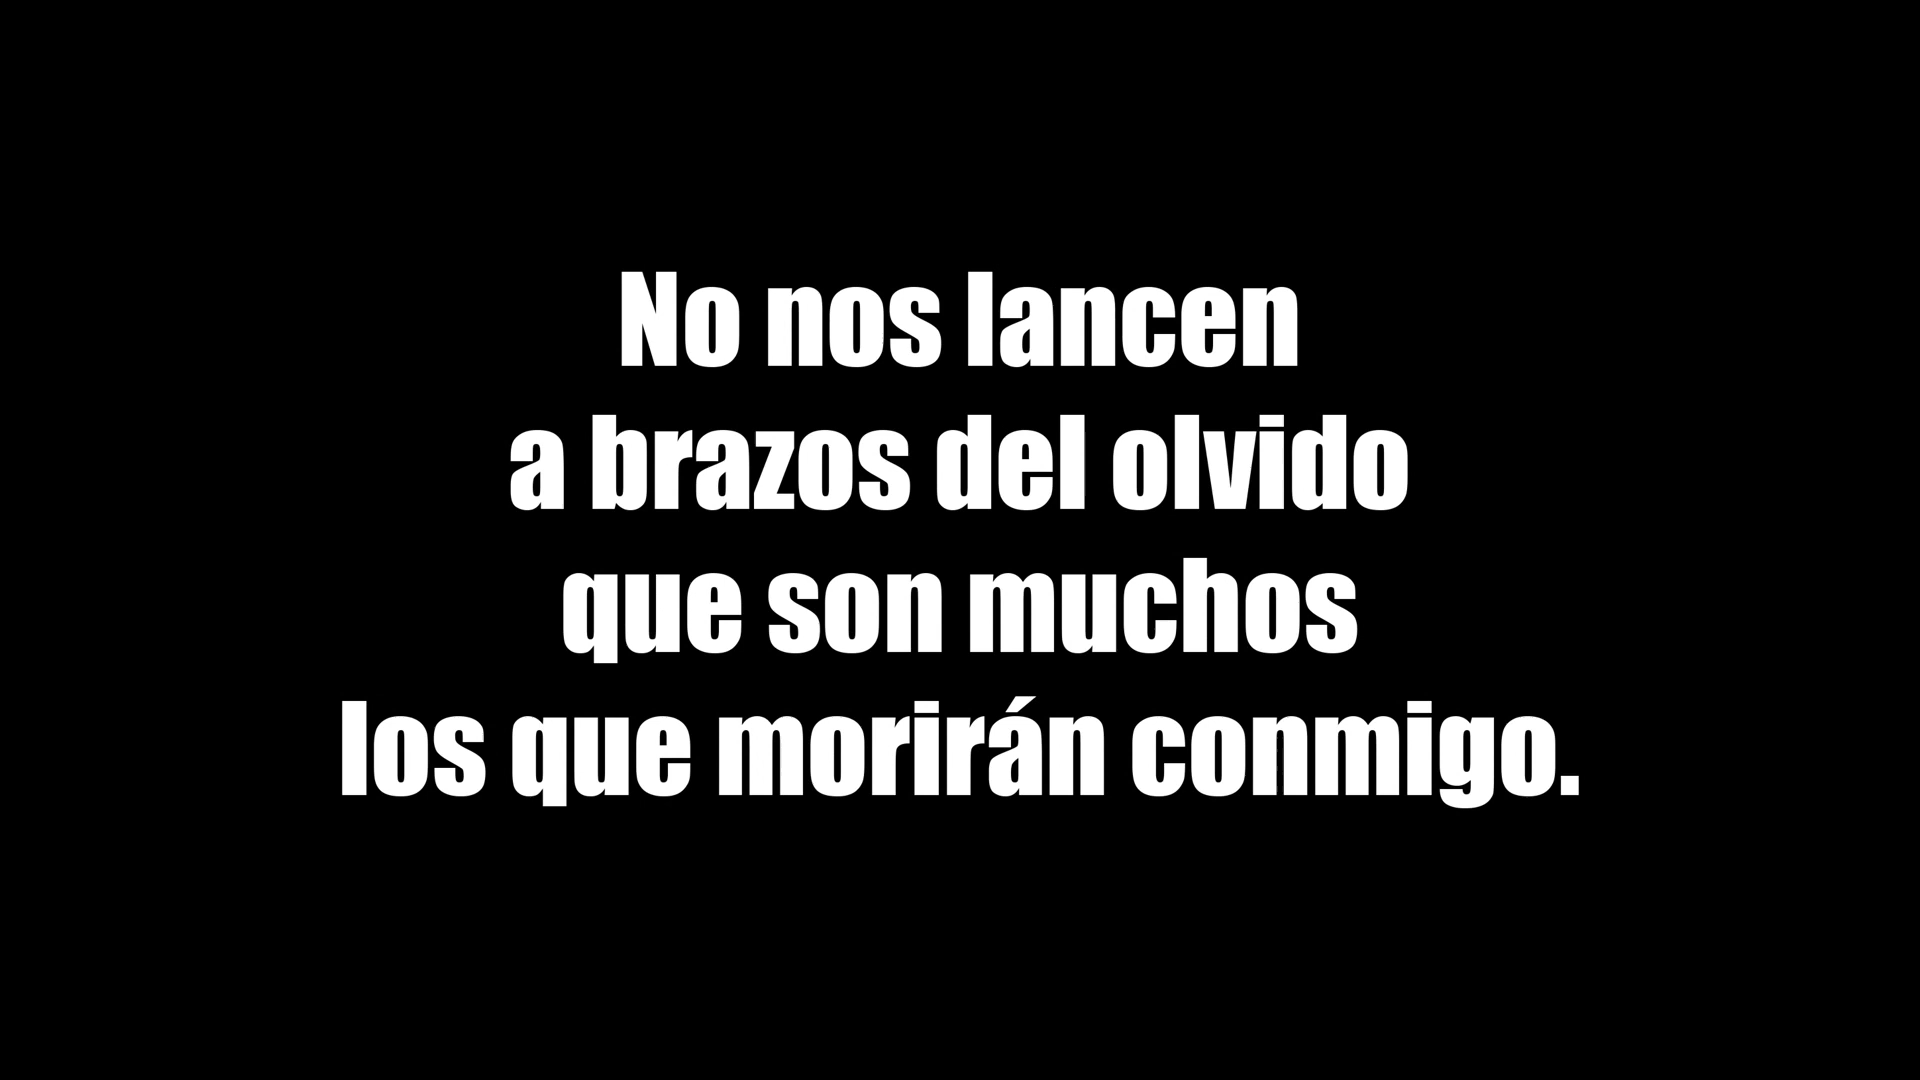 No nos lancen
a brazos del olvido
que son muchos
los que morirán conmigo.